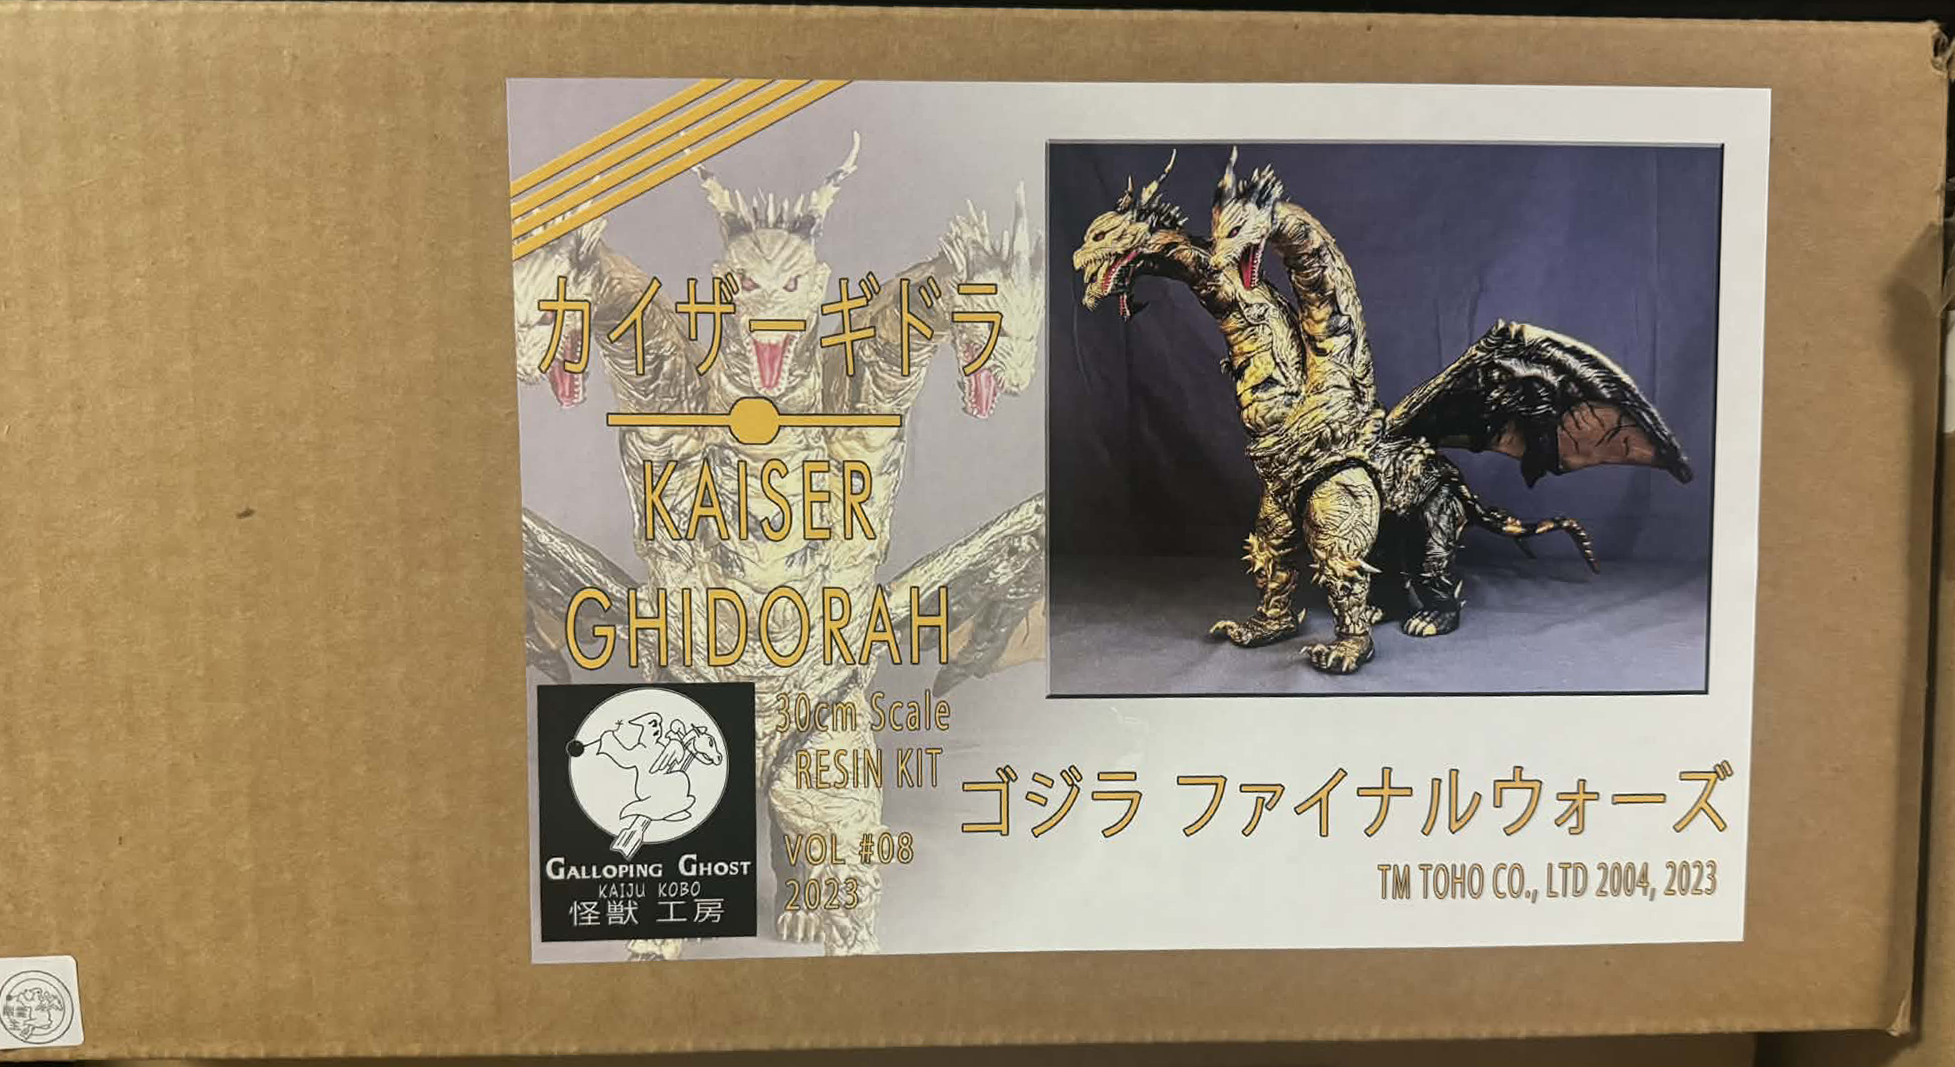 カイザーギドラ
KAISER
GHIDORAH
30cm Scale
RESIN KIT
VOL #08
2023
GALLOPING GHOST
KAIJU KOBO
怪獣 工房
ゴジラ ファイナルウォーズ
TM TOHO CO., LTD 2004, 2023